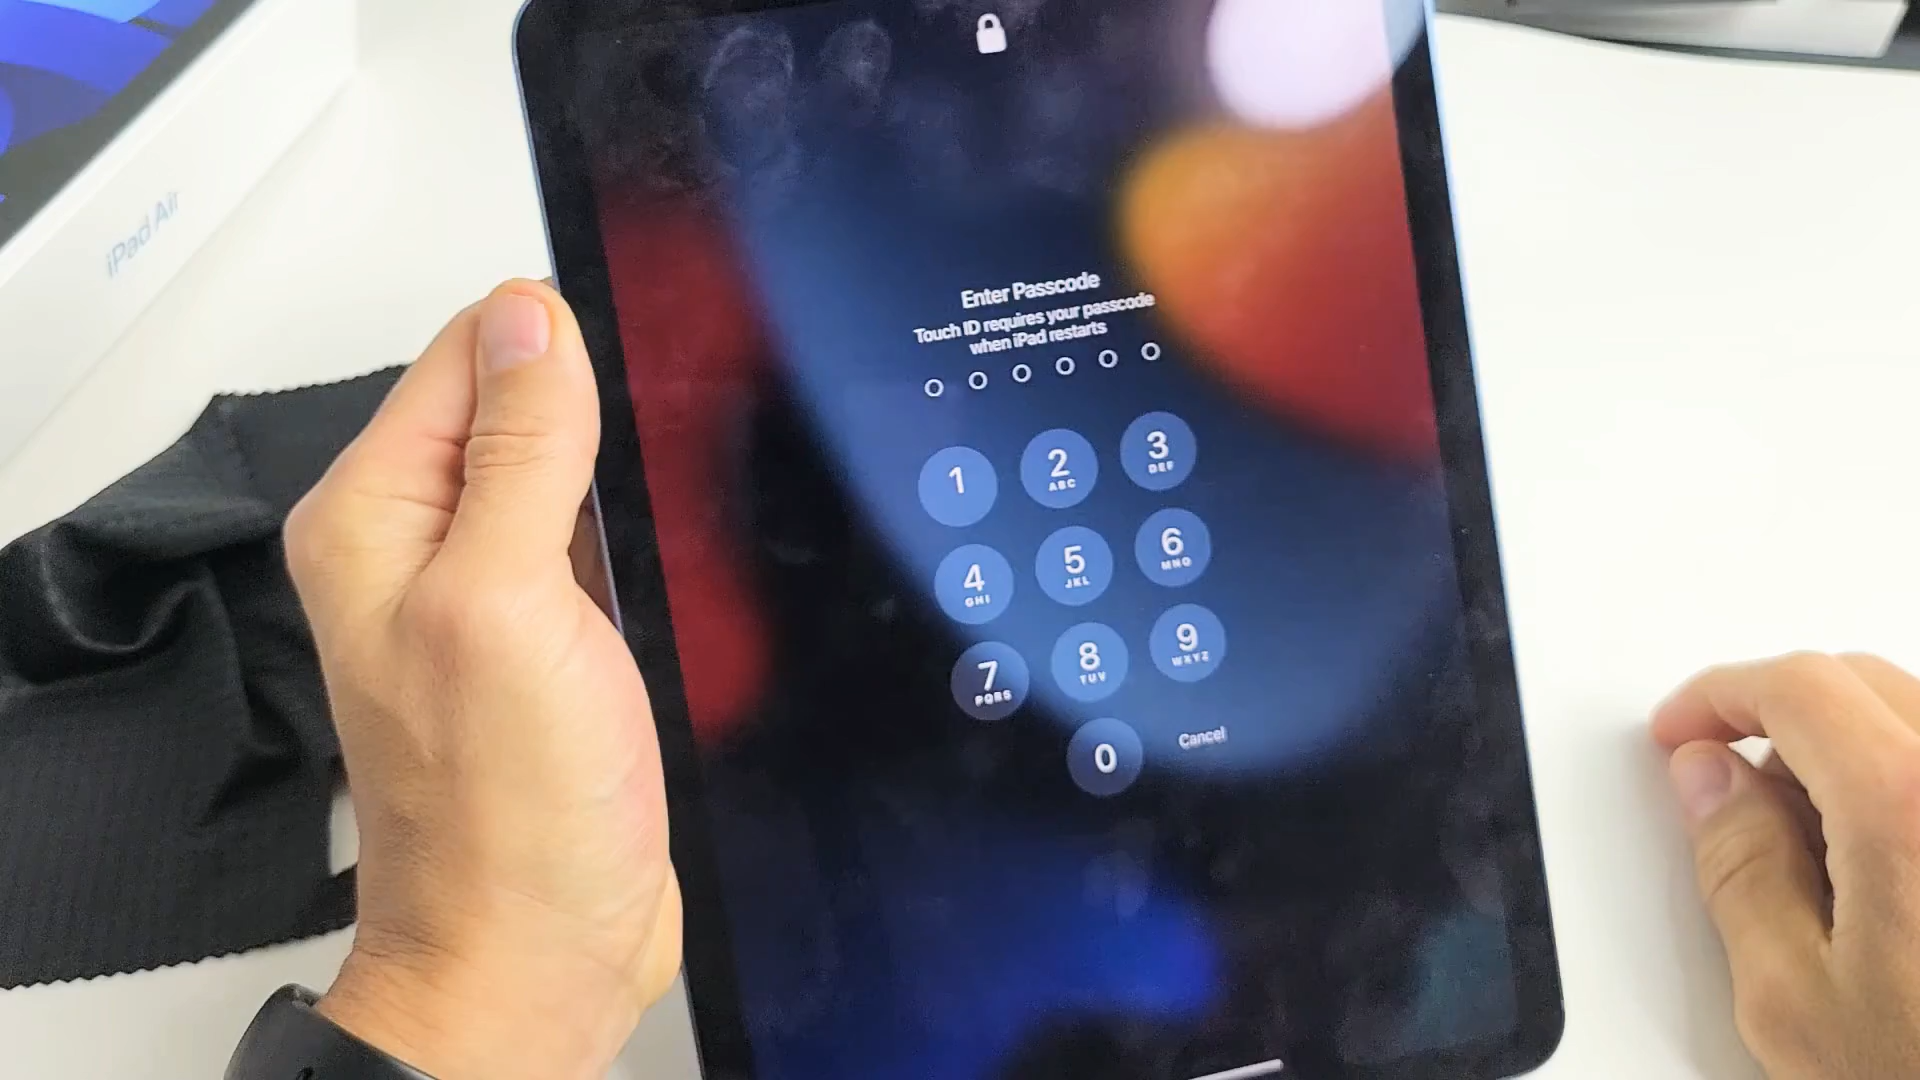 iPad Air
Enter Passcode
Touch ID requires your passcode
when iPad restarts
1
2
ABC
3
DEF
4
GHI
5
JKL
6
MNO
7
PQRS
8
TUV
9
WXYZ
0
Cancel